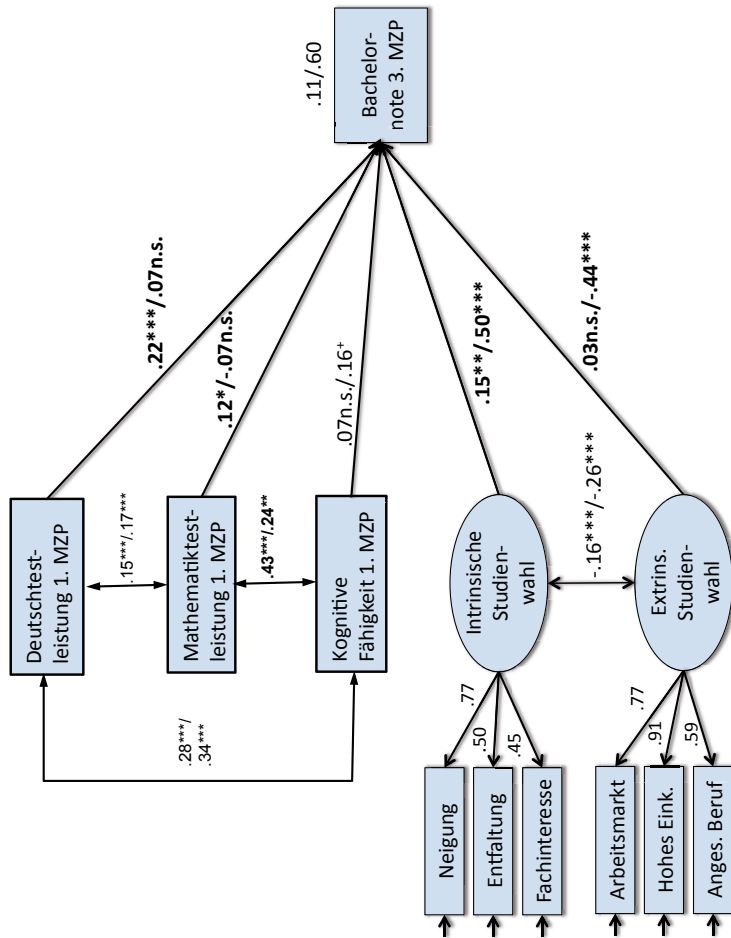 Deutschtest-
leistung 1. MZP
.15***/.17***
Mathematiktest-
leistung 1. MZP
.43***/.24**
Kognitive
Fähigkeit 1. MZP
.28***/
.34***
.22***/.07n.s.
.12*/-.07n.s.
.07n.s./.16⁺
.15**/.50***
.03n.s./-.44***
.11/.60
Bachelor-
note 3. MZP
Intrinsische
Studien-
wahl
-.16***/-.26***
Extrins.
Studien-
wahl
.77
.50
.45
Neigung
Entfaltung
Fachinteresse
.77
.91
.59
Arbeitsmarkt
Hohes Eink.
Anges. Beruf